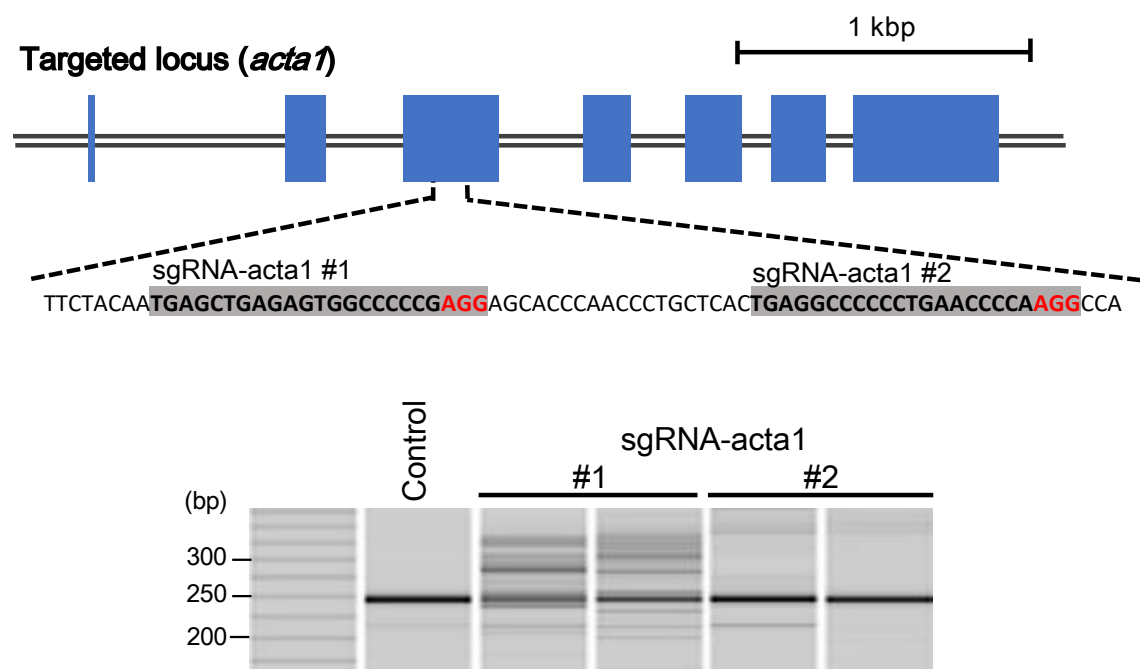 1 kbp
Targeted locus (acta1)
sgRNA-acta1 #1
sgRNA-acta1 #2
TTCTACAATGAGCTGAGAGTGGCCCCCGAGGAGCACCCAACCCTGCTCACTGAGGCCCCCCTGAACCCCAAGGCCA
Control
sgRNA-acta1
#1
#2
(bp)
300
250
200